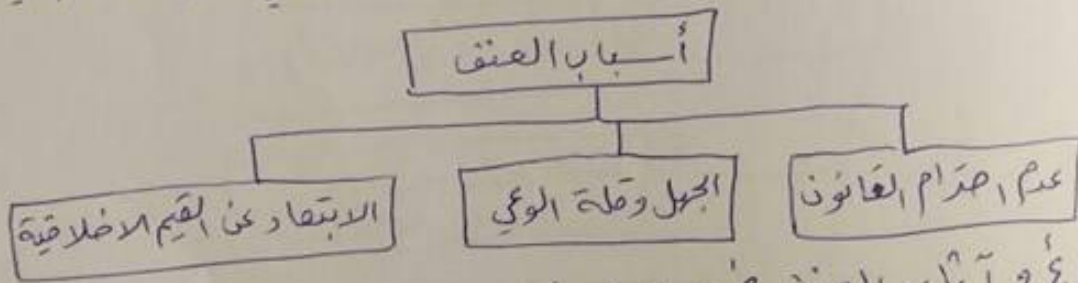 أسباب العنف
عدم احترام القانون
الجهل وقلة الوعي
الابتعاد عن القيم الاخلاقية